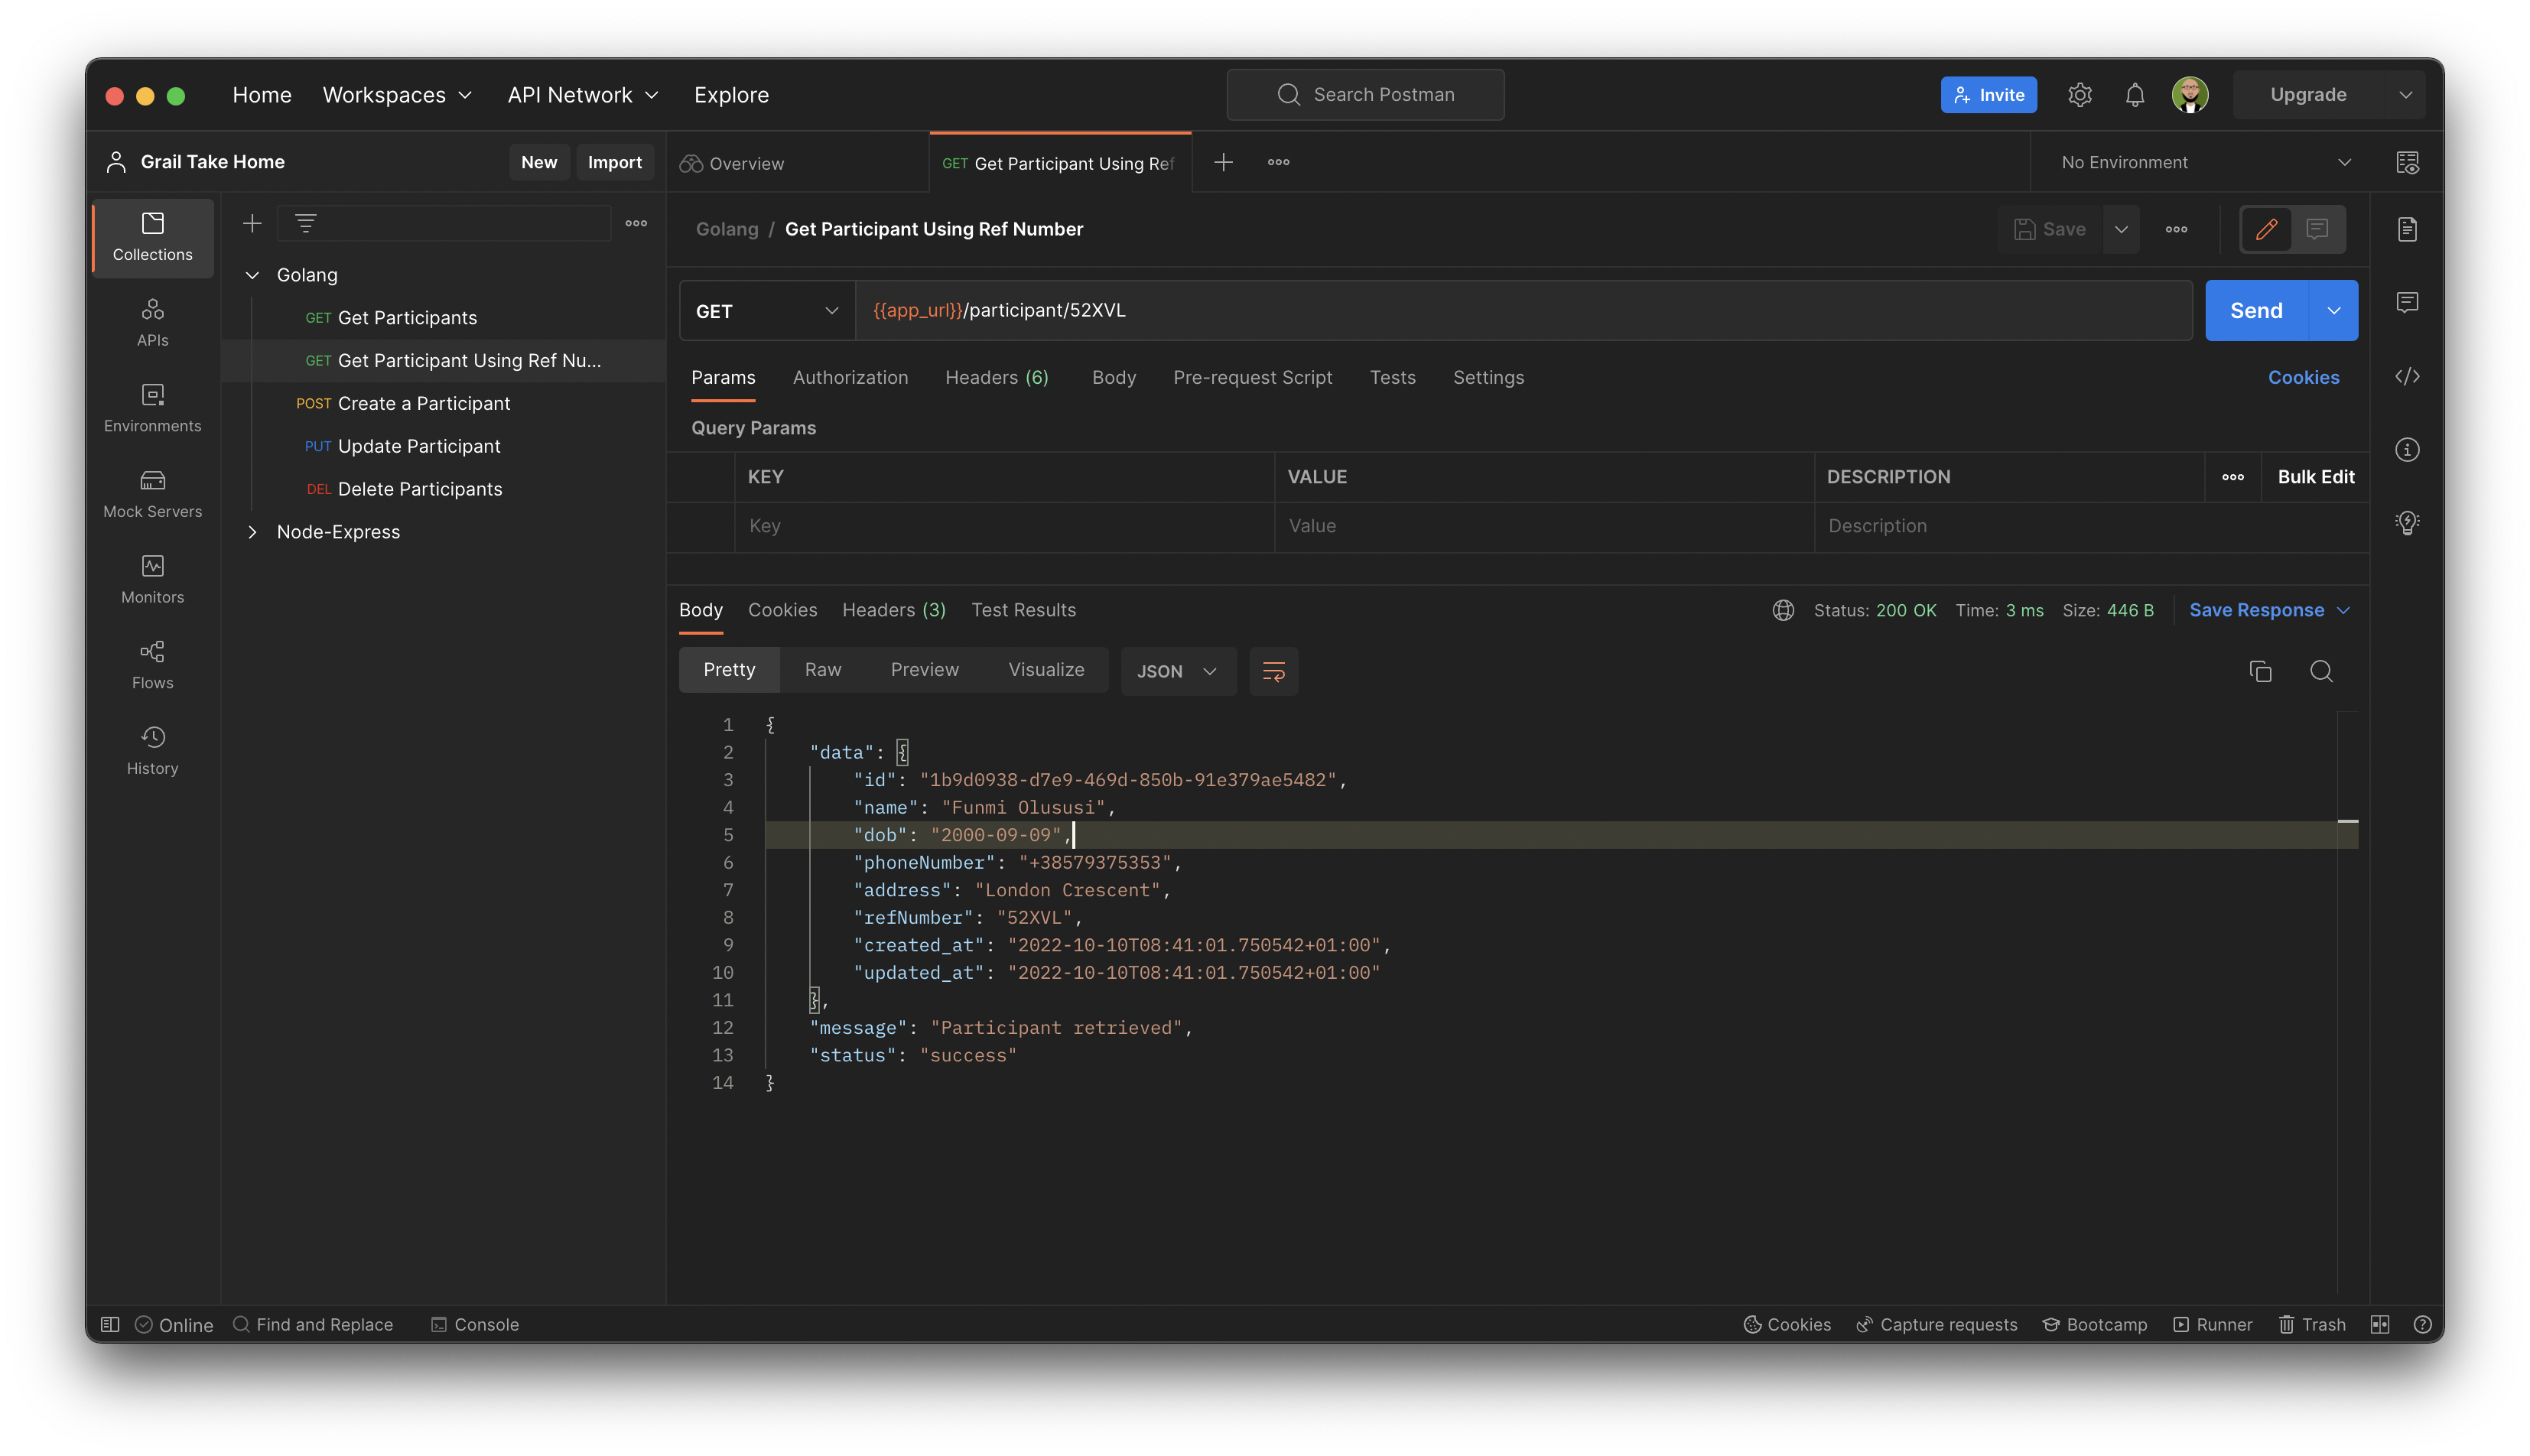 Home Workspaces API Network Explore Search Postman Invite Upgrade
Grail Take Home New Import Overview GET Get Participant Using Ref No Environment
Collections
APIs
Environments
Mock Servers
Monitors
Flows
History
Golang
GET Get Participants
GET Get Participant Using Ref Nu...
POST Create a Participant
PUT Update Participant
DEL Delete Participants
Node-Express
Golang / Get Participant Using Ref Number Save
GET {{app_url}}/participant/52XVL Send
Params Authorization Headers (6) Body Pre-request Script Tests Settings Cookies
Query Params
KEY VALUE DESCRIPTION Bulk Edit
Key Value Description
Body Cookies Headers (3) Test Results Status: 200 OK Time: 3 ms Size: 446 B Save Response
Pretty Raw Preview Visualize JSON
1 {
2 "data": {
3 "id": "1b9d0938-d7e9-469d-850b-91e379ae5482",
4 "name": "Funmi Olususi",
5 "dob": "2000-09-09",
6 "phoneNumber": "+38579375353",
7 "address": "London Crescent",
8 "refNumber": "52XVL",
9 "created_at": "2022-10-10T08:41:01.750542+01:00",
10 "updated_at": "2022-10-10T08:41:01.750542+01:00"
11 },
12 "message": "Participant retrieved",
13 "status": "success"
14 }
Online Find and Replace Console Cookies Capture requests Bootcamp Runner Trash